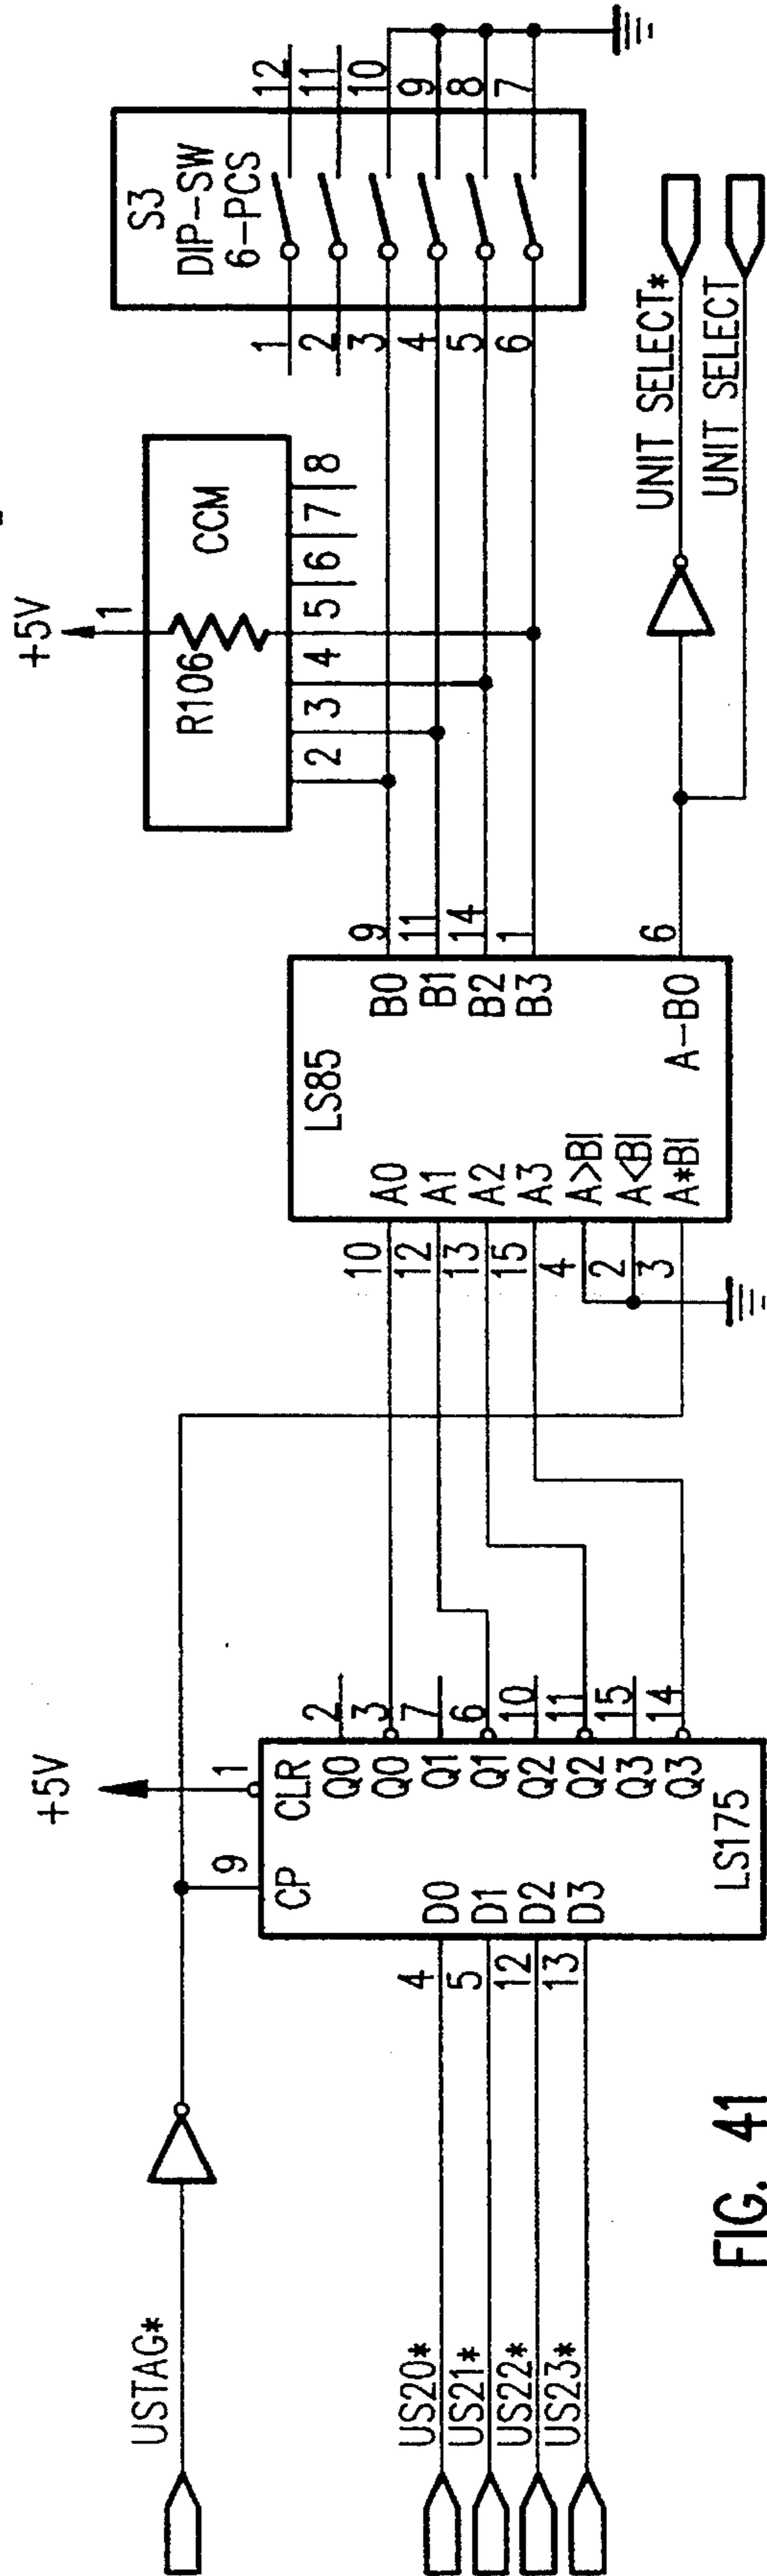 +5V
1
R106
CCM
2
3
4
5
6
7
8
S3
DIP-SW
6-PCS
1
2
3
4
5
6
12
11
10
9
8
7
USTAG*
+5V
9
1
CP
CLR
US20*
US21*
US22*
US23*
4
5
12
13
D0
D1
D2
D3
Q0
Q0
Q1
Q1
Q2
Q2
Q3
Q3
2
3
7
6
10
11
15
14
LS175
LS85
10
12
13
15
4
2
3
A0
A1
A2
A3
A>BI
A<BI
A*BI
B0
B1
B2
B3
A-B0
9
11
14
1
6
UNIT SELECT*
UNIT SELECT
FIG. 41